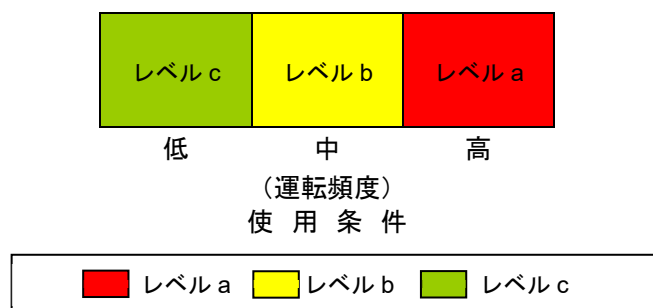 レベル c レベル b レベル a
低 中 高
（運転頻度）
使 用 条 件
レベル a レベル b レベル c